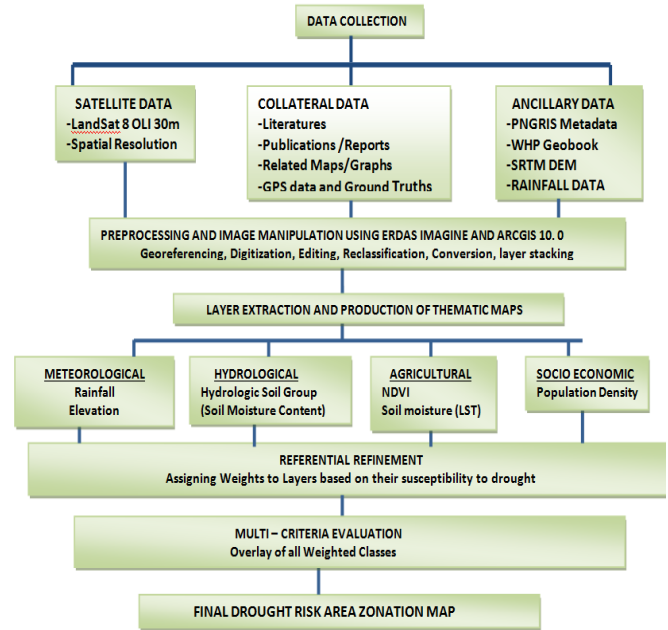 DATA COLLECTION
SATELLITE DATA
-LandSat 8 OLI 30m
-Spatial Resolution
COLLATERAL DATA
-Literatures
-Publications /Reports
-Related Maps/Graphs
-GPS data and Ground Truths
ANCILLARY DATA
-PNGRIS Metadata
-WHP Geobook
-SRTM DEM
-RAINFALL DATA
PREPROCESSING AND IMAGE MANIPULATION USING ERDAS IMAGINE AND ARCGIS 10. 0
Georeferencing, Digitization, Editing, Reclassification, Conversion, layer stacking
LAYER EXTRACTION AND PRODUCTION OF THEMATIC MAPS
METEOROLOGICAL
Rainfall
Elevation
HYDROLOGICAL
Hydrologic Soil Group
(Soil Moisture Content)
AGRICULTURAL
NDVI
Soil moisture (LST)
SOCIO ECONOMIC
Population Density
REFERENTIAL REFINEMENT
Assigning Weights to Layers based on their susceptibility to drought
MULTI – CRITERIA EVALUATION
Overlay of all Weighted Classes
FINAL DROUGHT RISK AREA ZONATION MAP